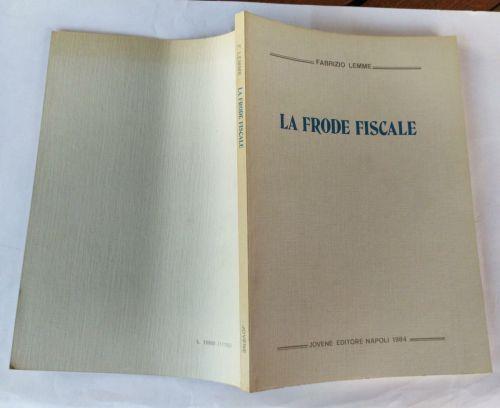 FABRIZIO LEMME
LA FRODE FISCALE
JOVENE EDITORE NAPOLI 1984
F. LEMME
LA FRODE FISCALE
JOVENE